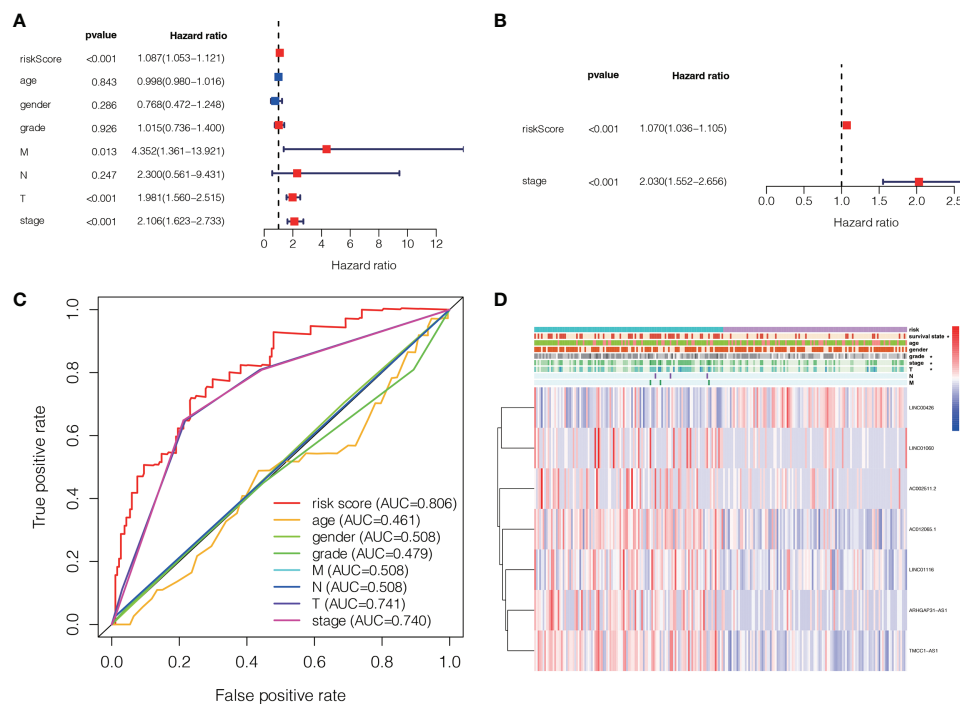 A
pvalue Hazard ratio
riskScore <0.001 1.087(1.053−1.121)
age 0.843 0.998(0.980−1.016)
gender 0.286 0.768(0.472−1.248)
grade 0.926 1.015(0.736−1.400)
M 0.013 4.352(1.361−13.921)
N 0.247 2.300(0.561−9.431)
T <0.001 1.981(1.560−2.515)
stage <0.001 2.106(1.623−2.733)
0 2 4 6 8 10 12
Hazard ratio
B
pvalue Hazard ratio
riskScore <0.001 1.070(1.036−1.105)
stage <0.001 2.030(1.552−2.656)
0.0 0.5 1.0 1.5 2.0 2.5
Hazard ratio
C
True positive rate
0.0 0.2 0.4 0.6 0.8 1.0
risk score (AUC=0.806)
age (AUC=0.461)
gender (AUC=0.508)
grade (AUC=0.479)
M (AUC=0.508)
N (AUC=0.508)
T (AUC=0.741)
stage (AUC=0.740)
0.0 0.2 0.4 0.6 0.8 1.0
False positive rate
D
risk
survival state *
age
gender
grade *
stage *
T *
N
M
LINC00426
LINC01060
AC002511.2
AC012065.1
LINC01116
ARHGAP31−AS1
TMCC1−AS1